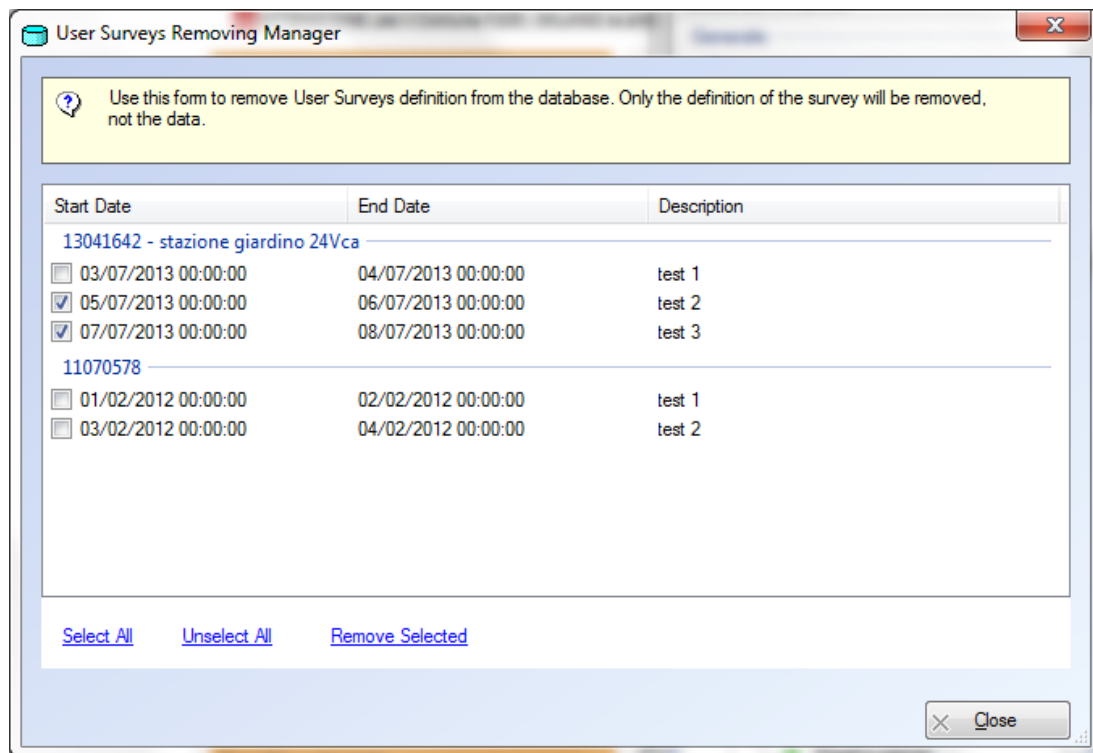 User Surveys Removing Manager
Use this form to remove User Surveys definition from the database. Only the definition of the survey will be removed,
not the data.
Start Date End Date Description
13041642 - stazione giardino 24Vca
03/07/2013 00:00:00 04/07/2013 00:00:00 test 1
05/07/2013 00:00:00 06/07/2013 00:00:00 test 2
07/07/2013 00:00:00 08/07/2013 00:00:00 test 3
11070578
01/02/2012 00:00:00 02/02/2012 00:00:00 test 1
03/02/2012 00:00:00 04/02/2012 00:00:00 test 2
Select All Unselect All Remove Selected
Close